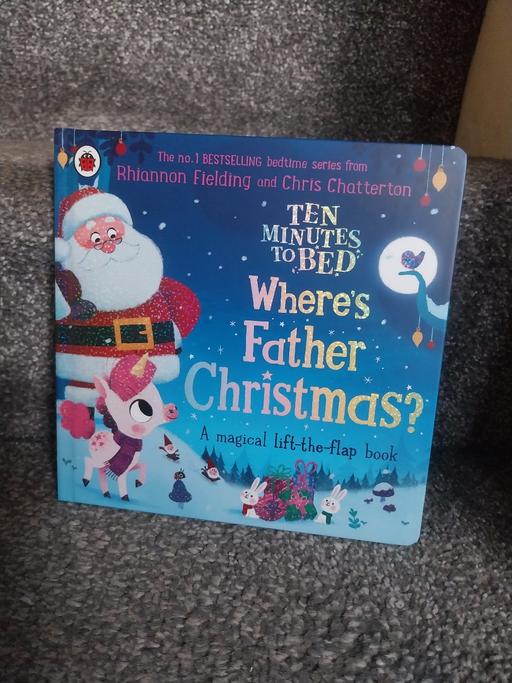 The no.1 BESTSELLING bedtime series from
Rhiannon Fielding and Chris Chatterton
TEN
MINUTES
TO BED
Where's
Father
Christmas?
A magical lift-the-flap book